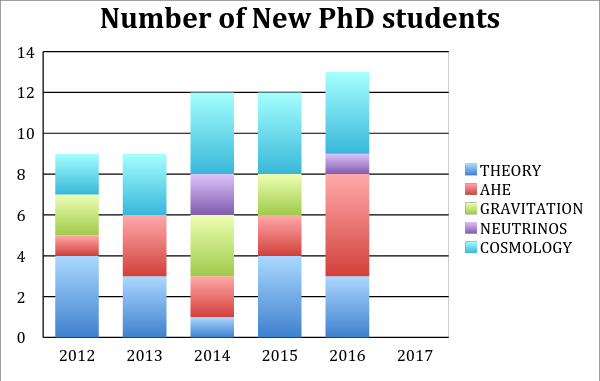 Number of New PhD students
14
12
10
8
6
4
2
0
2012 2013 2014 2015 2016 2017
THEORY
AHE
GRAVITATION
NEUTRINOS
COSMOLOGY